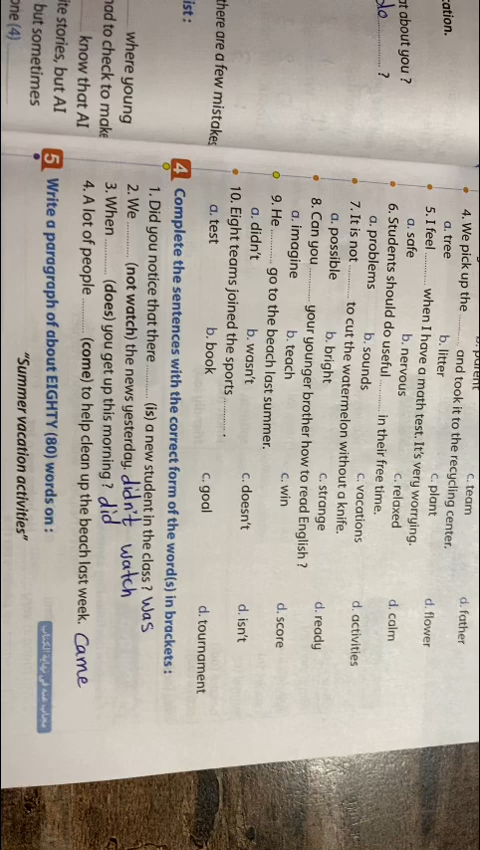 cation.
at about you ?
do ............ ?
there are a few mistakes
ist :
where young
nod to check to make
know that AI
ite stories, but AI
but sometimes
one (4)
b. parent
d. father
4. We pick up the ............ and took it to the recycling center.
a. tree b. litter c. team
5. I feel ............ when I have a math test. It's very worrying.
a. safe b. nervous c. plant d. flower
6. Students should do useful ............ in their free time.
a. problems b. sounds c. relaxed d. calm
7. It is not ............ to cut the watermelon without a knife.
a. possible b. bright c. vacations d. activities
8. Can you ............ your younger brother how to read English ?
a. imagine b. teach c. strange d. ready
9. He ............ go to the beach last summer.
a. didn't b. wasn't c. win d. score
10. Eight teams joined the sports ............ .
a. test b. book c. doesn't d. isn't
c. goal d. tournament
4 Complete the sentences with the correct form of the word(s) in brackets :
1. Did you notice that there ............ (is) a new student in the class ? was
2. We ............ (not watch) the news yesterday. didn't watch
3. When ............ (does) you get up this morning ? did
4. A lot of people ............ (come) to help clean up the beach last week. Came
5 Write a paragraph of about EIGHTY (80) words on :
"Summer vacation activities"
مجاب عنه في نهاية الكتاب